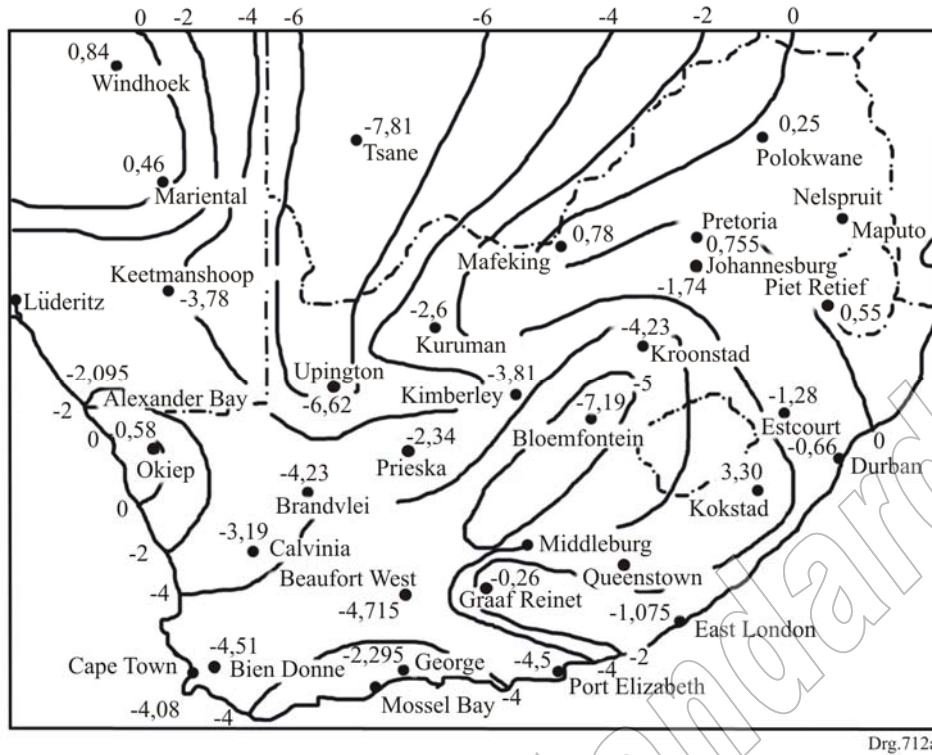 0 -2 -4 -6 -6 -4 -2 0
0,84
Windhoek
-7,81
Tsane
0,25
Polokwane
0,46
Mariental
Nelspruit
Maputo
Pretoria
0,755
0,78
Mafeking
Johannesburg
-1,74
Keetmanshoop
-3,78
Piet Retief
0,55
Lüderitz
-2,6
Kuruman
-4,23
Kroonstad
-2,095
Alexander Bay
-2
Upington
-6,62
-3,81
Kimberley
-5
-7,19
Bloemfontein
-1,28
Estcourt
0
0,58
Okiep
0
-2,34
Prieska
-0,66
Durban
0
-4,23
Brandvlei
3,30
Kokstad
-3,19
Calvinia
-2
Middleburg
Beaufort West
-4,715
-4
-0,26
Graaf Reinet
Queenstown
-1,075
East London
Cape Town
-4,51
Bien Donne
-2,295
George
-4,5
Port Elizabeth
-4
-2
-4,08
-4
Mossel Bay
-4
-4
Drg.712a
andard